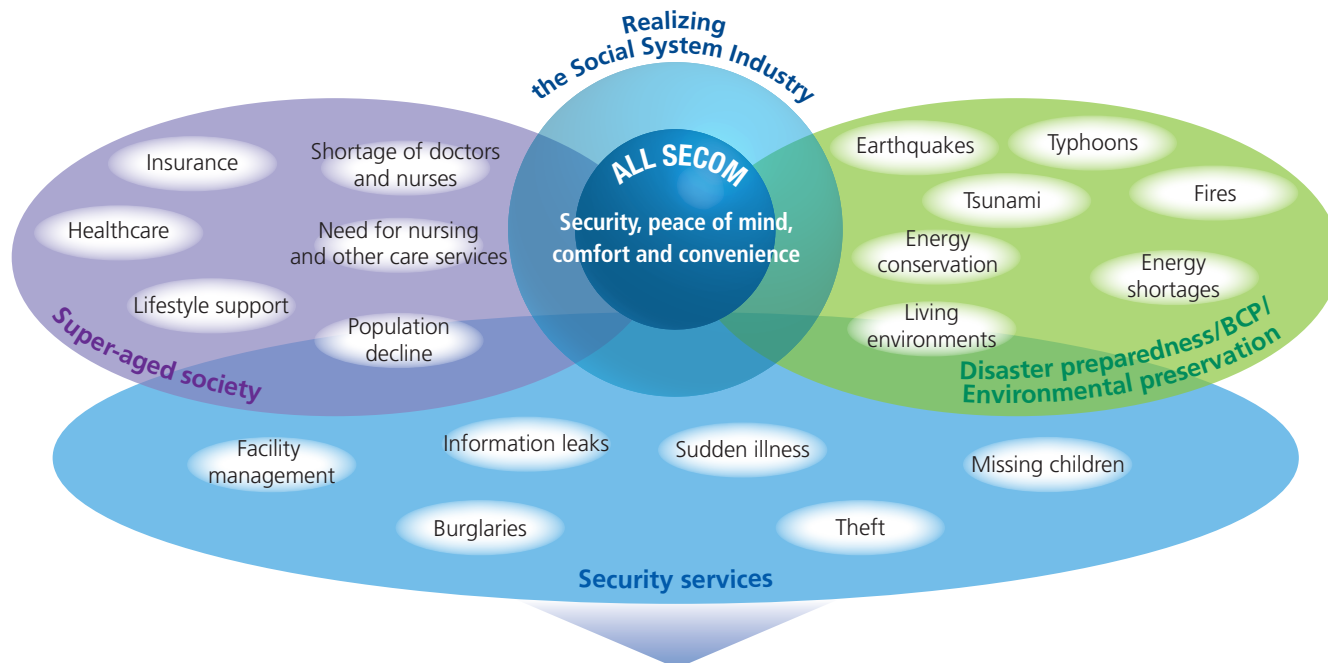 Realizing
the Social System Industry
ALL SECOM
Security, peace of mind,
comfort and convenience
Insurance
Shortage of doctors
and nurses
Healthcare
Need for nursing
and other care services
Lifestyle support
Population
decline
Super-aged society
Earthquakes
Typhoons
Tsunami
Fires
Energy
conservation
Energy
shortages
Living
environments
Disaster preparedness/BCP/
Environmental preservation
Facility
management
Information leaks
Sudden illness
Missing children
Burglaries
Theft
Security services